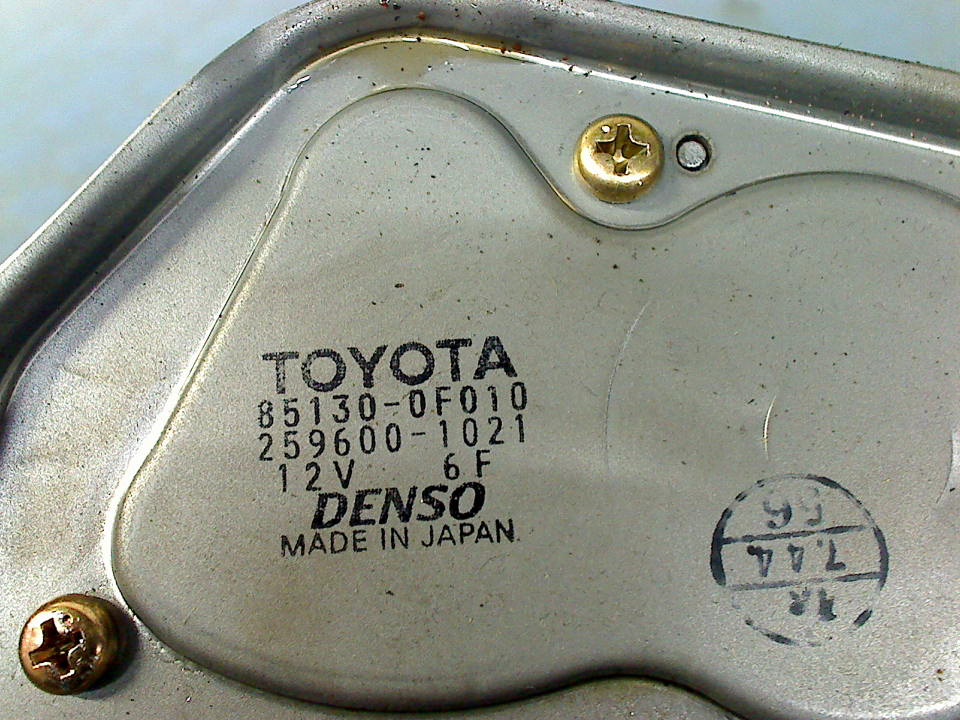 TOYOTA
85130-0F010
259600-1021
12V 6F
DENSO
MADE IN JAPAN